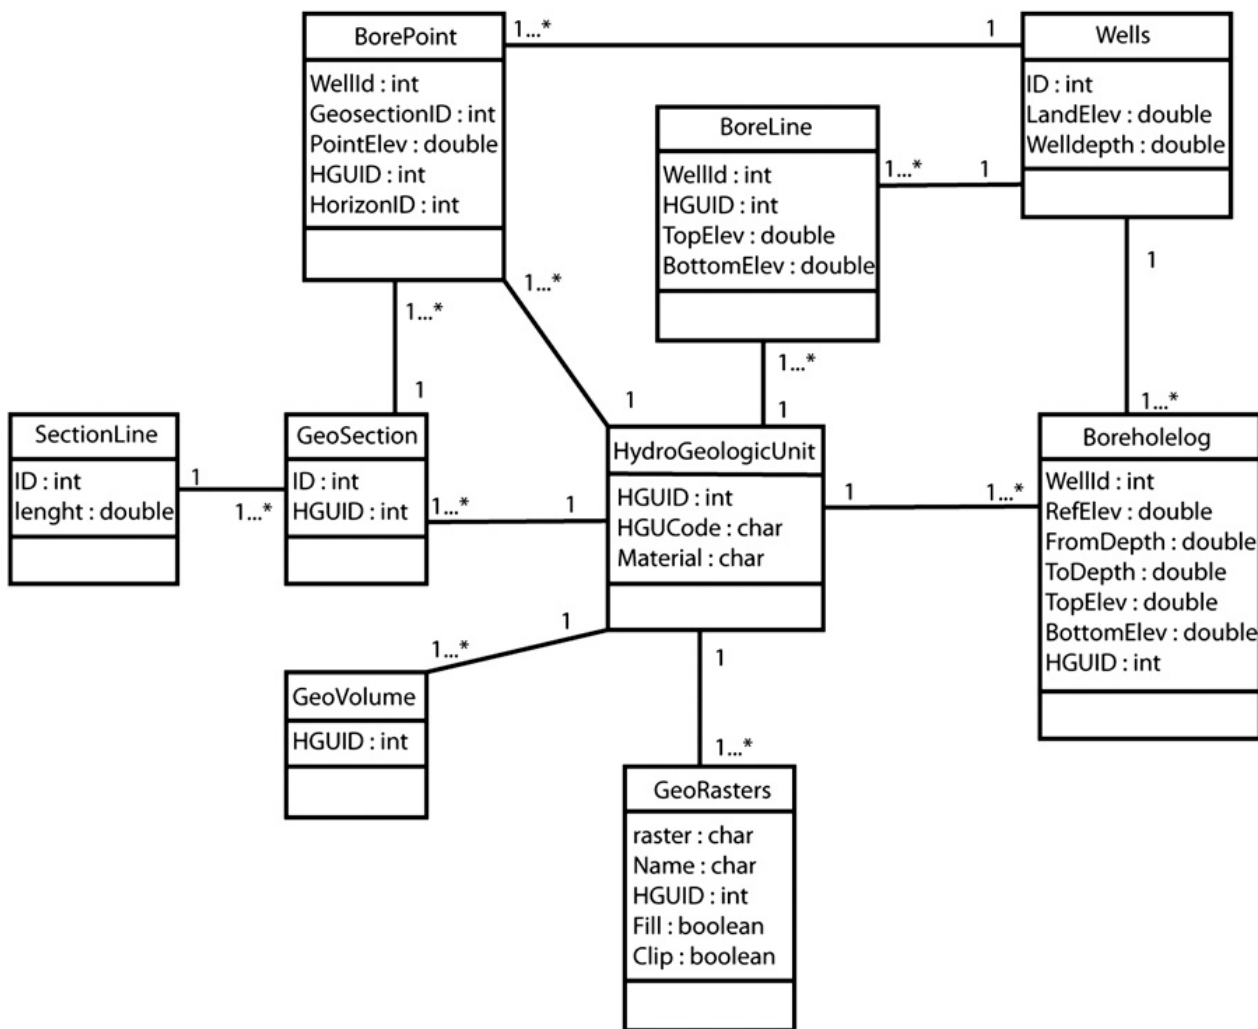 BorePoint
WellId : int
GeosectionID : int
PointElev : double
HGUID : int
HorizonID : int
1...*
1
Wells
ID : int
LandElev : double
Welldepth : double
BoreLine
WellId : int
HGUID : int
TopElev : double
BottomElev : double
1...*
1
1...*
1
1...*
1
1...*
1
1...*
1
SectionLine
ID : int
lenght : double
1
1...*
GeoSection
ID : int
HGUID : int
1...*
1
HydroGeologicUnit
HGUID : int
HGUCode : char
Material : char
1
1...*
Boreholelog
WellId : int
RefElev : double
FromDepth : double
ToDepth : double
TopElev : double
BottomElev : double
HGUID : int
1...*
1
GeoVolume
HGUID : int
1
1...*
GeoRasters
raster : char
Name : char
HGUID : int
Fill : boolean
Clip : boolean